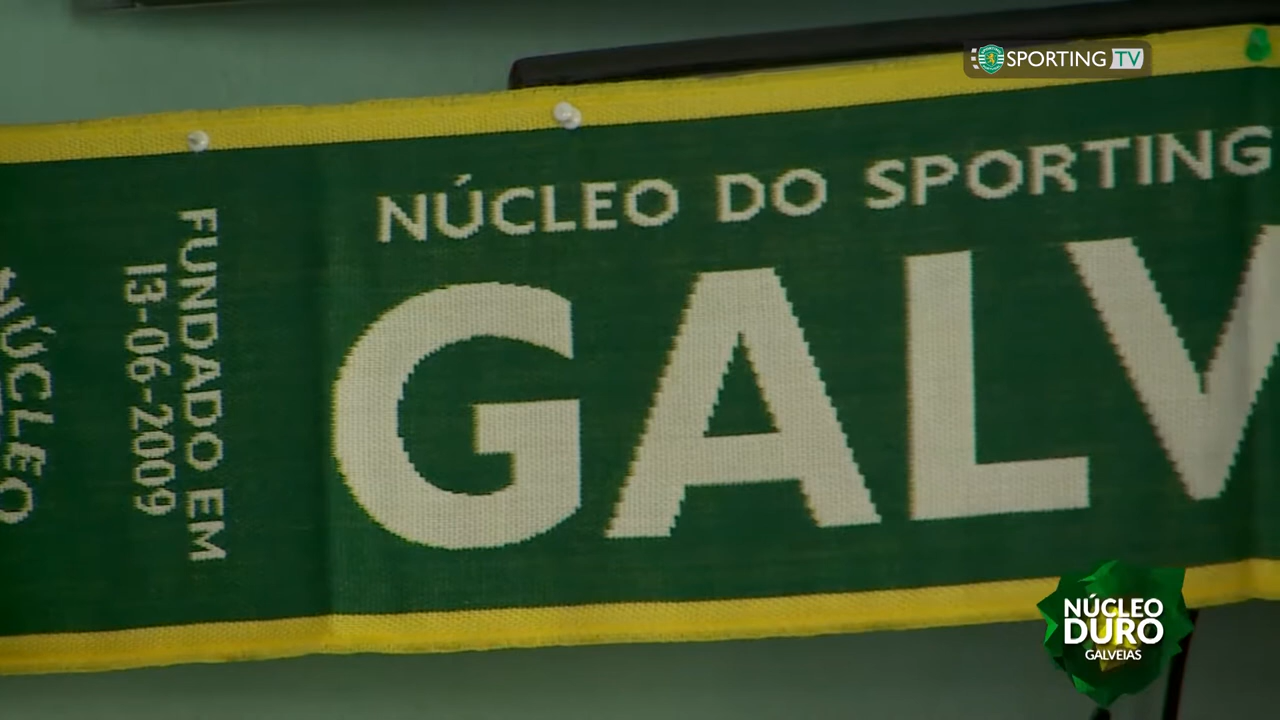 SPORTING TV
NÚCLEO DO SPORTING
GALV
FUNDADO EM
13-06-2009
NÚCLEO
NÚCLEO
DURO
GALVEIAS